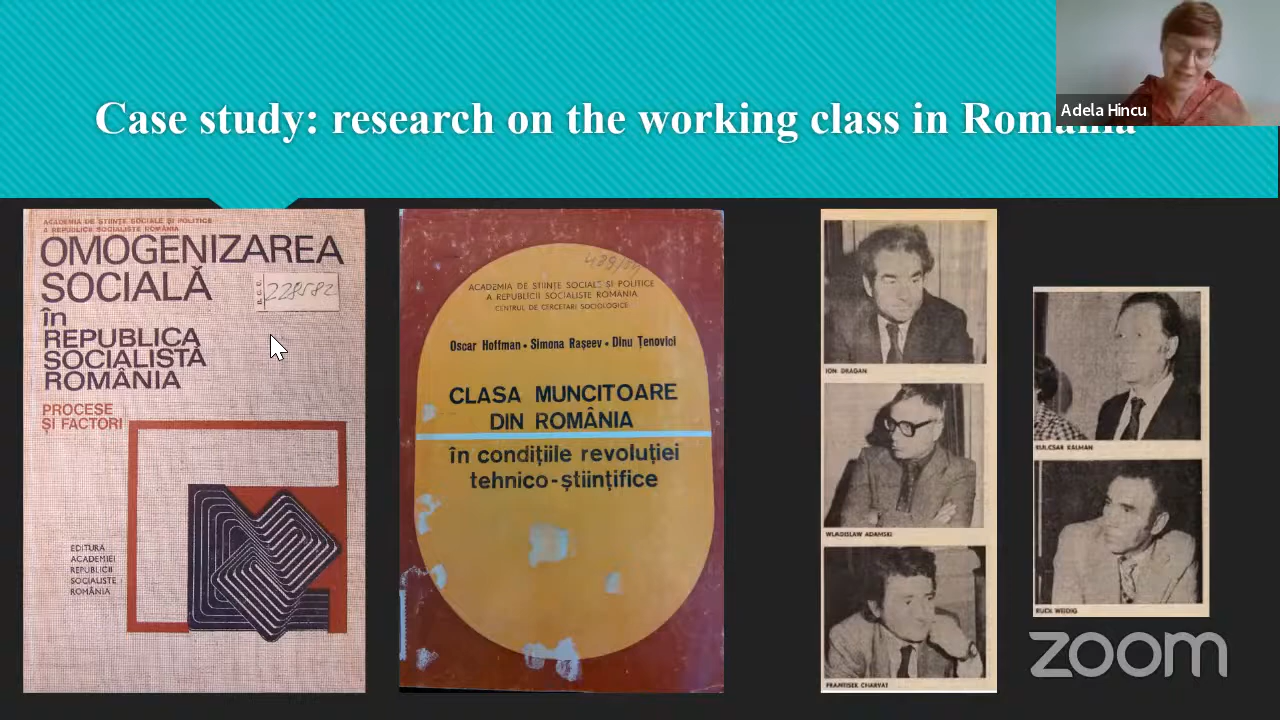 Case study: research on the working class in Romania
Adela Hincu
ACADEMIA DE ȘTIINȚE SOCIALE ȘI POLITICE
A REPUBLICII SOCIALISTE ROMÂNIA
OMOGENIZAREA
SOCIALĂ
în
REPUBLICA
SOCIALISTĂ
ROMÂNIA
PROCESE
ȘI FACTORI
B.C.U.
228582
EDITURA
ACADEMIEI
REPUBLICII
SOCIALISTE
ROMÂNIA
ACADEMIA DE ȘTIINȚE SOCIALE ȘI POLITICE
A REPUBLICII SOCIALISTE ROMÂNIA
CENTRUL DE CERCETĂRI SOCIOLOGICE
Oscar Hoffman • Simona Rașeev • Dinu Țenovici
CLASA MUNCITOARE
DIN ROMÂNIA
în condițiile revoluției
tehnico-științifice
ION DRAGAN
WLADISLAW ADAMSKI
FRANTISEK CHARVAT
BULCSAR KALMAN
RUDI WEIDIG
zoom